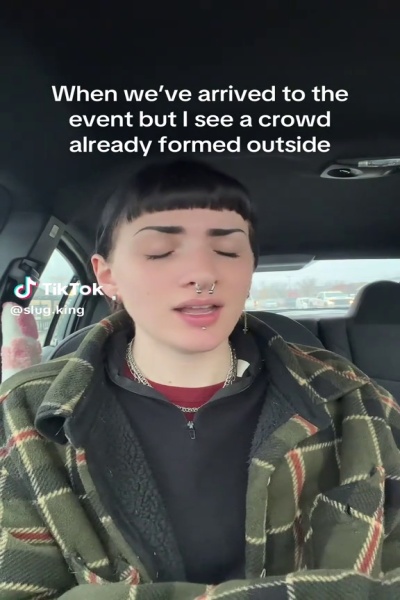 When we’ve arrived to the
event but I see a crowd
already formed outside
TikTok
@slug.king